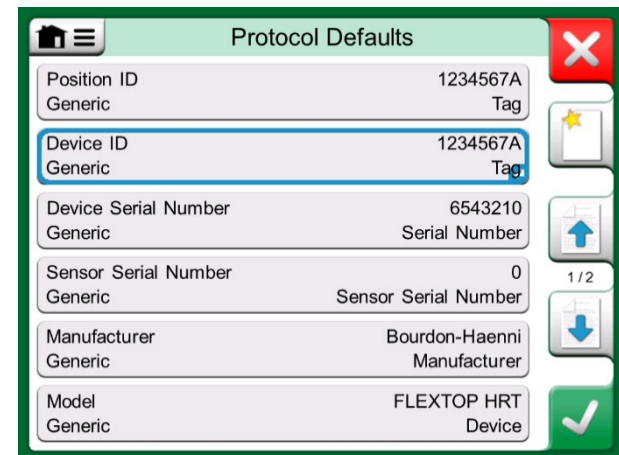 Protocol Defaults
Position ID 1234567A
Generic Tag
Device ID 1234567A
Generic Tag
Device Serial Number 6543210
Generic Serial Number
Sensor Serial Number 0
Generic Sensor Serial Number
1/2
Manufacturer Bourdon-Haenni
Generic Manufacturer
Model FLEXTOP HRT
Generic Device